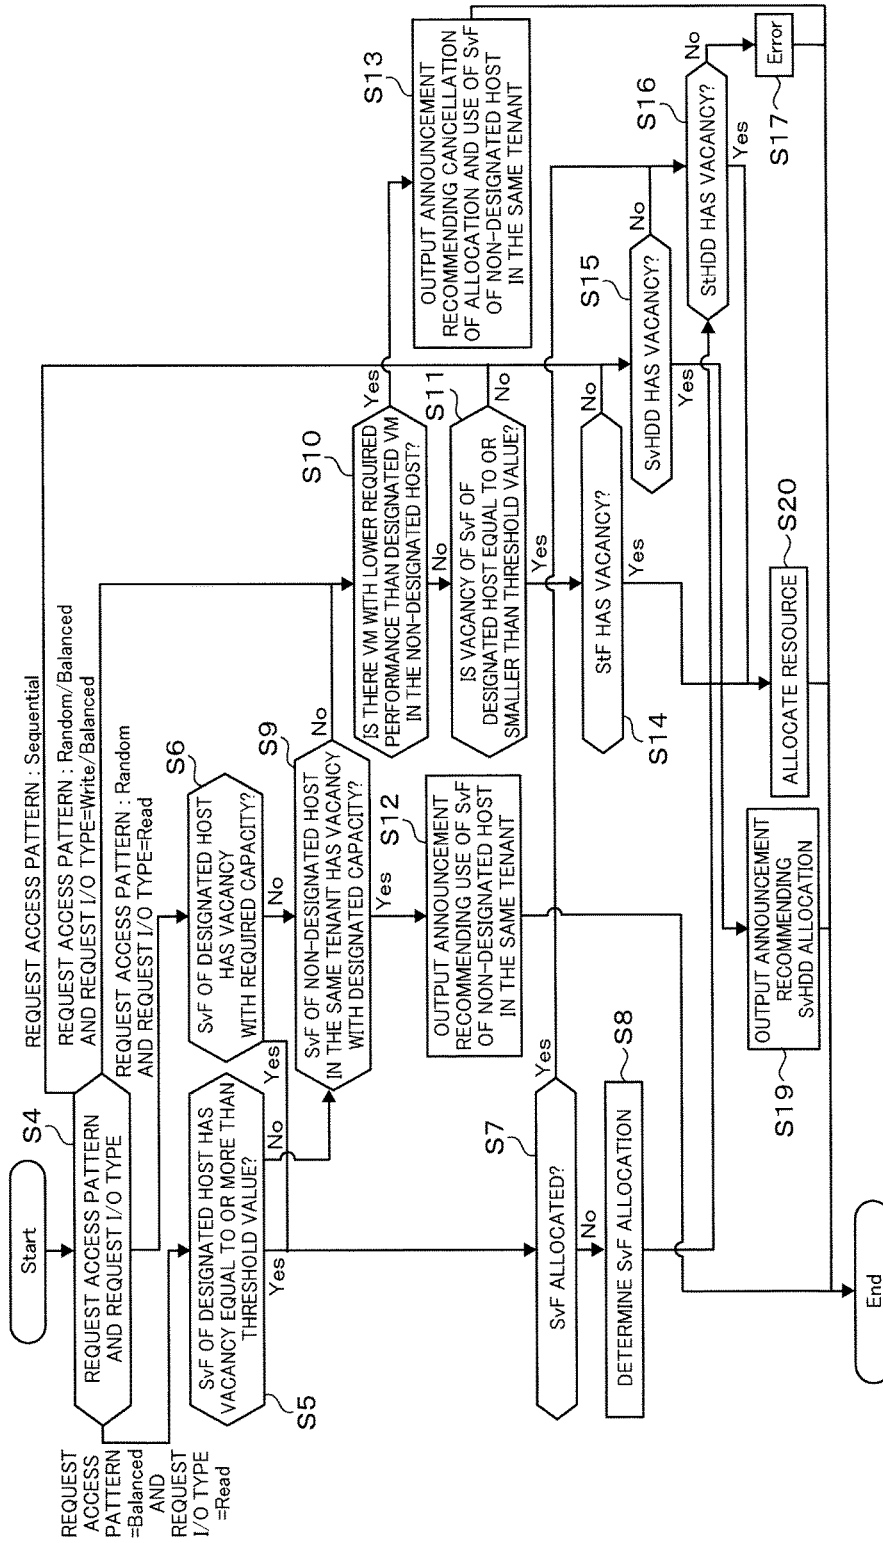 Start
S4
REQUEST ACCESS PATTERN
AND REQUEST I/O TYPE
REQUEST ACCESS PATTERN : Sequential
REQUEST ACCESS PATTERN : Random/Balanced
AND REQUEST I/O TYPE=Write/Balanced
REQUEST ACCESS PATTERN : Random
AND REQUEST I/O TYPE=Read
REQUEST
ACCESS
PATTERN
=Balanced
AND
REQUEST
I/O TYPE
=Read
S5
SvF OF DESIGNATED HOST HAS
VACANCY EQUAL TO OR MORE THAN
THRESHOLD VALUE?
Yes
No
S6
SvF OF DESIGNATED HOST
HAS VACANCY
WITH REQUIRED CAPACITY?
Yes
No
S9
SvF OF NON-DESIGNATED HOST
IN THE SAME TENANT HAS VACANCY
WITH DESIGNATED CAPACITY?
No
Yes
S10
IS THERE VM WITH LOWER REQUIRED
PERFORMANCE THAN DESIGNATED VM
IN THE NON-DESIGNATED HOST?
Yes
No
S13
OUTPUT ANNOUNCEMENT
RECOMMENDING CANCELLATION
OF ALLOCATION AND USE OF SvF
OF NON-DESIGNATED HOST
IN THE SAME TENANT
S12
OUTPUT ANNOUNCEMENT
RECOMMENDING USE OF SvF
OF NON-DESIGNATED HOST
IN THE SAME TENANT
S11
IS VACANCY OF SvF OF
DESIGNATED HOST EQUAL TO OR
SMALLER THAN THRESHOLD VALUE?
No
Yes
S7
SvF ALLOCATED?
Yes
No
S8
DETERMINE SvF ALLOCATION
S14
StF HAS VACANCY?
No
Yes
S15
SvHDD HAS VACANCY?
No
Yes
S16
StHDD HAS VACANCY?
No
Yes
S17
Error
S19
OUTPUT ANNOUNCEMENT
RECOMMENDING
SvHDD ALLOCATION
S20
ALLOCATE RESOURCE
End